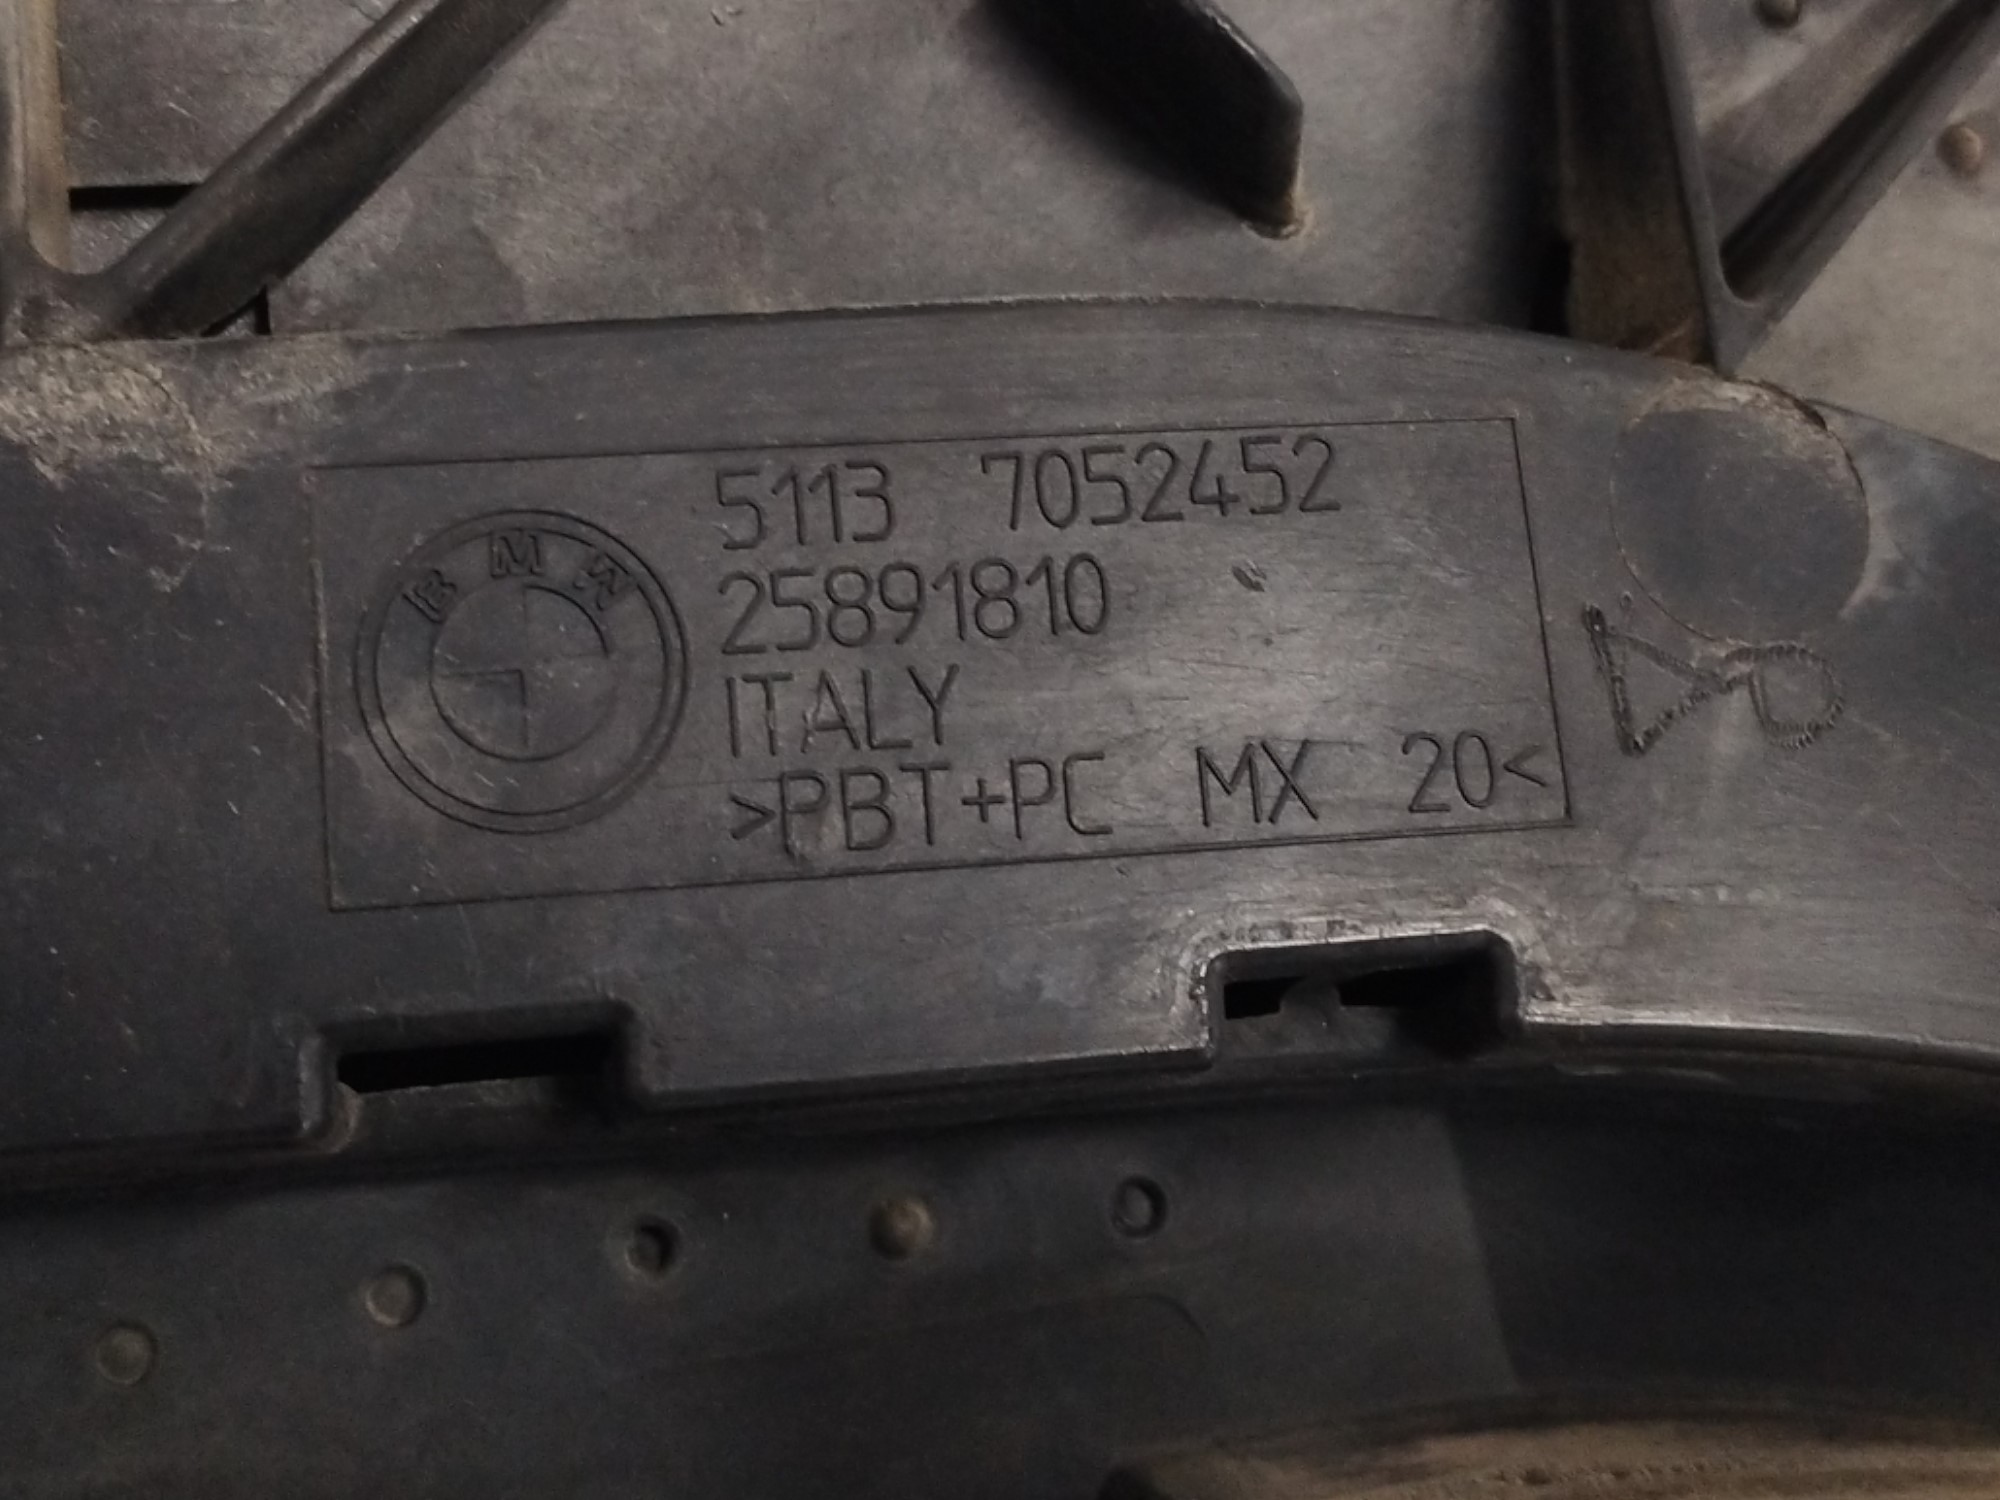 BMW
5113 7052452
25891810
ITALY
>PBT+PC MX 20<